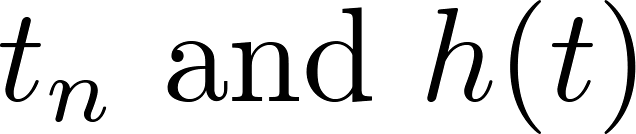 tₙ and h(t)